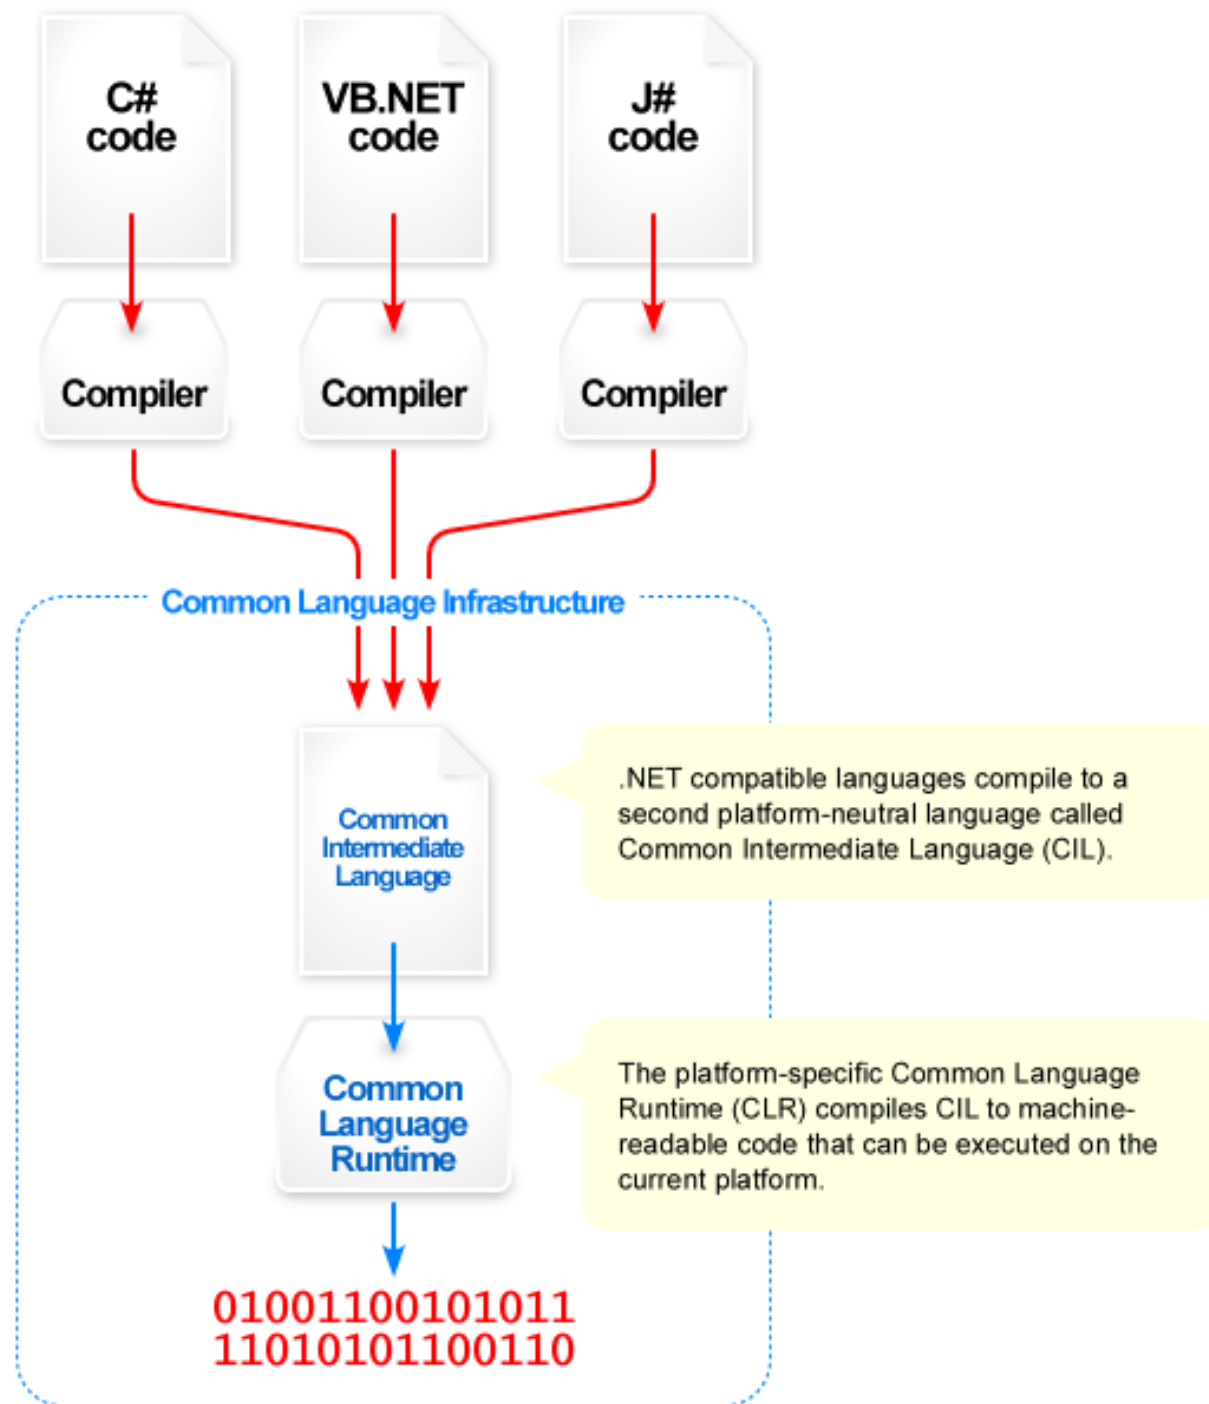 C#
code
VB.NET
code
J#
code
Compiler
Compiler
Compiler
Common Language Infrastructure
Common
Intermediate
Language
.NET compatible languages compile to a
second platform-neutral language called
Common Intermediate Language (CIL).
Common
Language
Runtime
The platform-specific Common Language
Runtime (CLR) compiles CIL to machine-
readable code that can be executed on the
current platform.
01001100101011
11010101100110